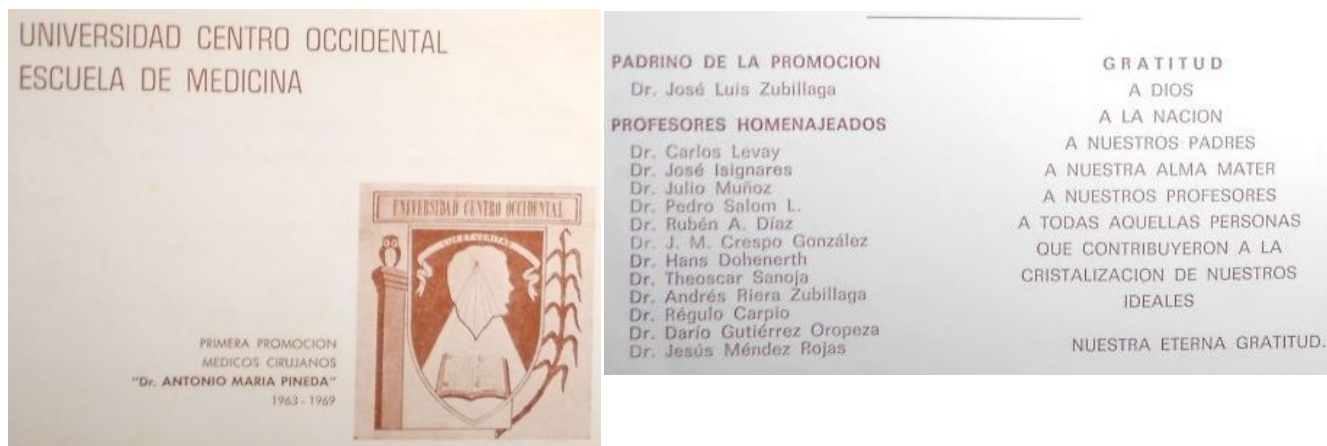 UNIVERSIDAD CENTRO OCCIDENTAL
ESCUELA DE MEDICINA
UNIVERSIDAD CENTRO OCCIDENTAL
LUX ET VERITAS
PRIMERA PROMOCION
MEDICOS CIRUJANOS
"Dr. ANTONIO MARIA PINEDA"
1963 - 1969
PADRINO DE LA PROMOCION
Dr. José Luis Zubillaga
PROFESORES HOMENAJEADOS
Dr. Carlos Levay
Dr. José Isignares
Dr. Julio Muñoz
Dr. Pedro Salom L.
Dr. Rubén A. Díaz
Dr. J. M. Crespo González
Dr. Hans Dohenerth
Dr. Theoscar Sanoja
Dr. Andrés Riera Zubillaga
Dr. Régulo Carpio
Dr. Darío Gutiérrez Oropeza
Dr. Jesús Méndez Rojas
GRATITUD
A DIOS
A LA NACION
A NUESTROS PADRES
A NUESTRA ALMA MATER
A NUESTROS PROFESORES
A TODAS AQUELLAS PERSONAS
QUE CONTRIBUYERON A LA
CRISTALIZACION DE NUESTROS
IDEALES
NUESTRA ETERNA GRATITUD.